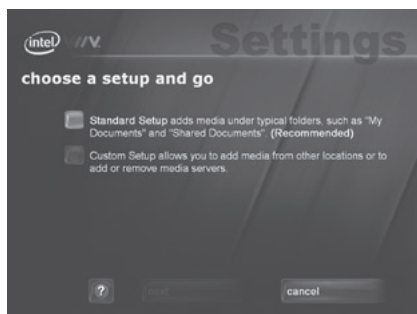 intel VIIV. Settings
choose a setup and go
Standard Setup adds media under typical folders, such as "My
Documents" and "Shared Documents". (Recommended)
Custom Setup allows you to add media from other locations or to
add or remove media servers.
? next cancel